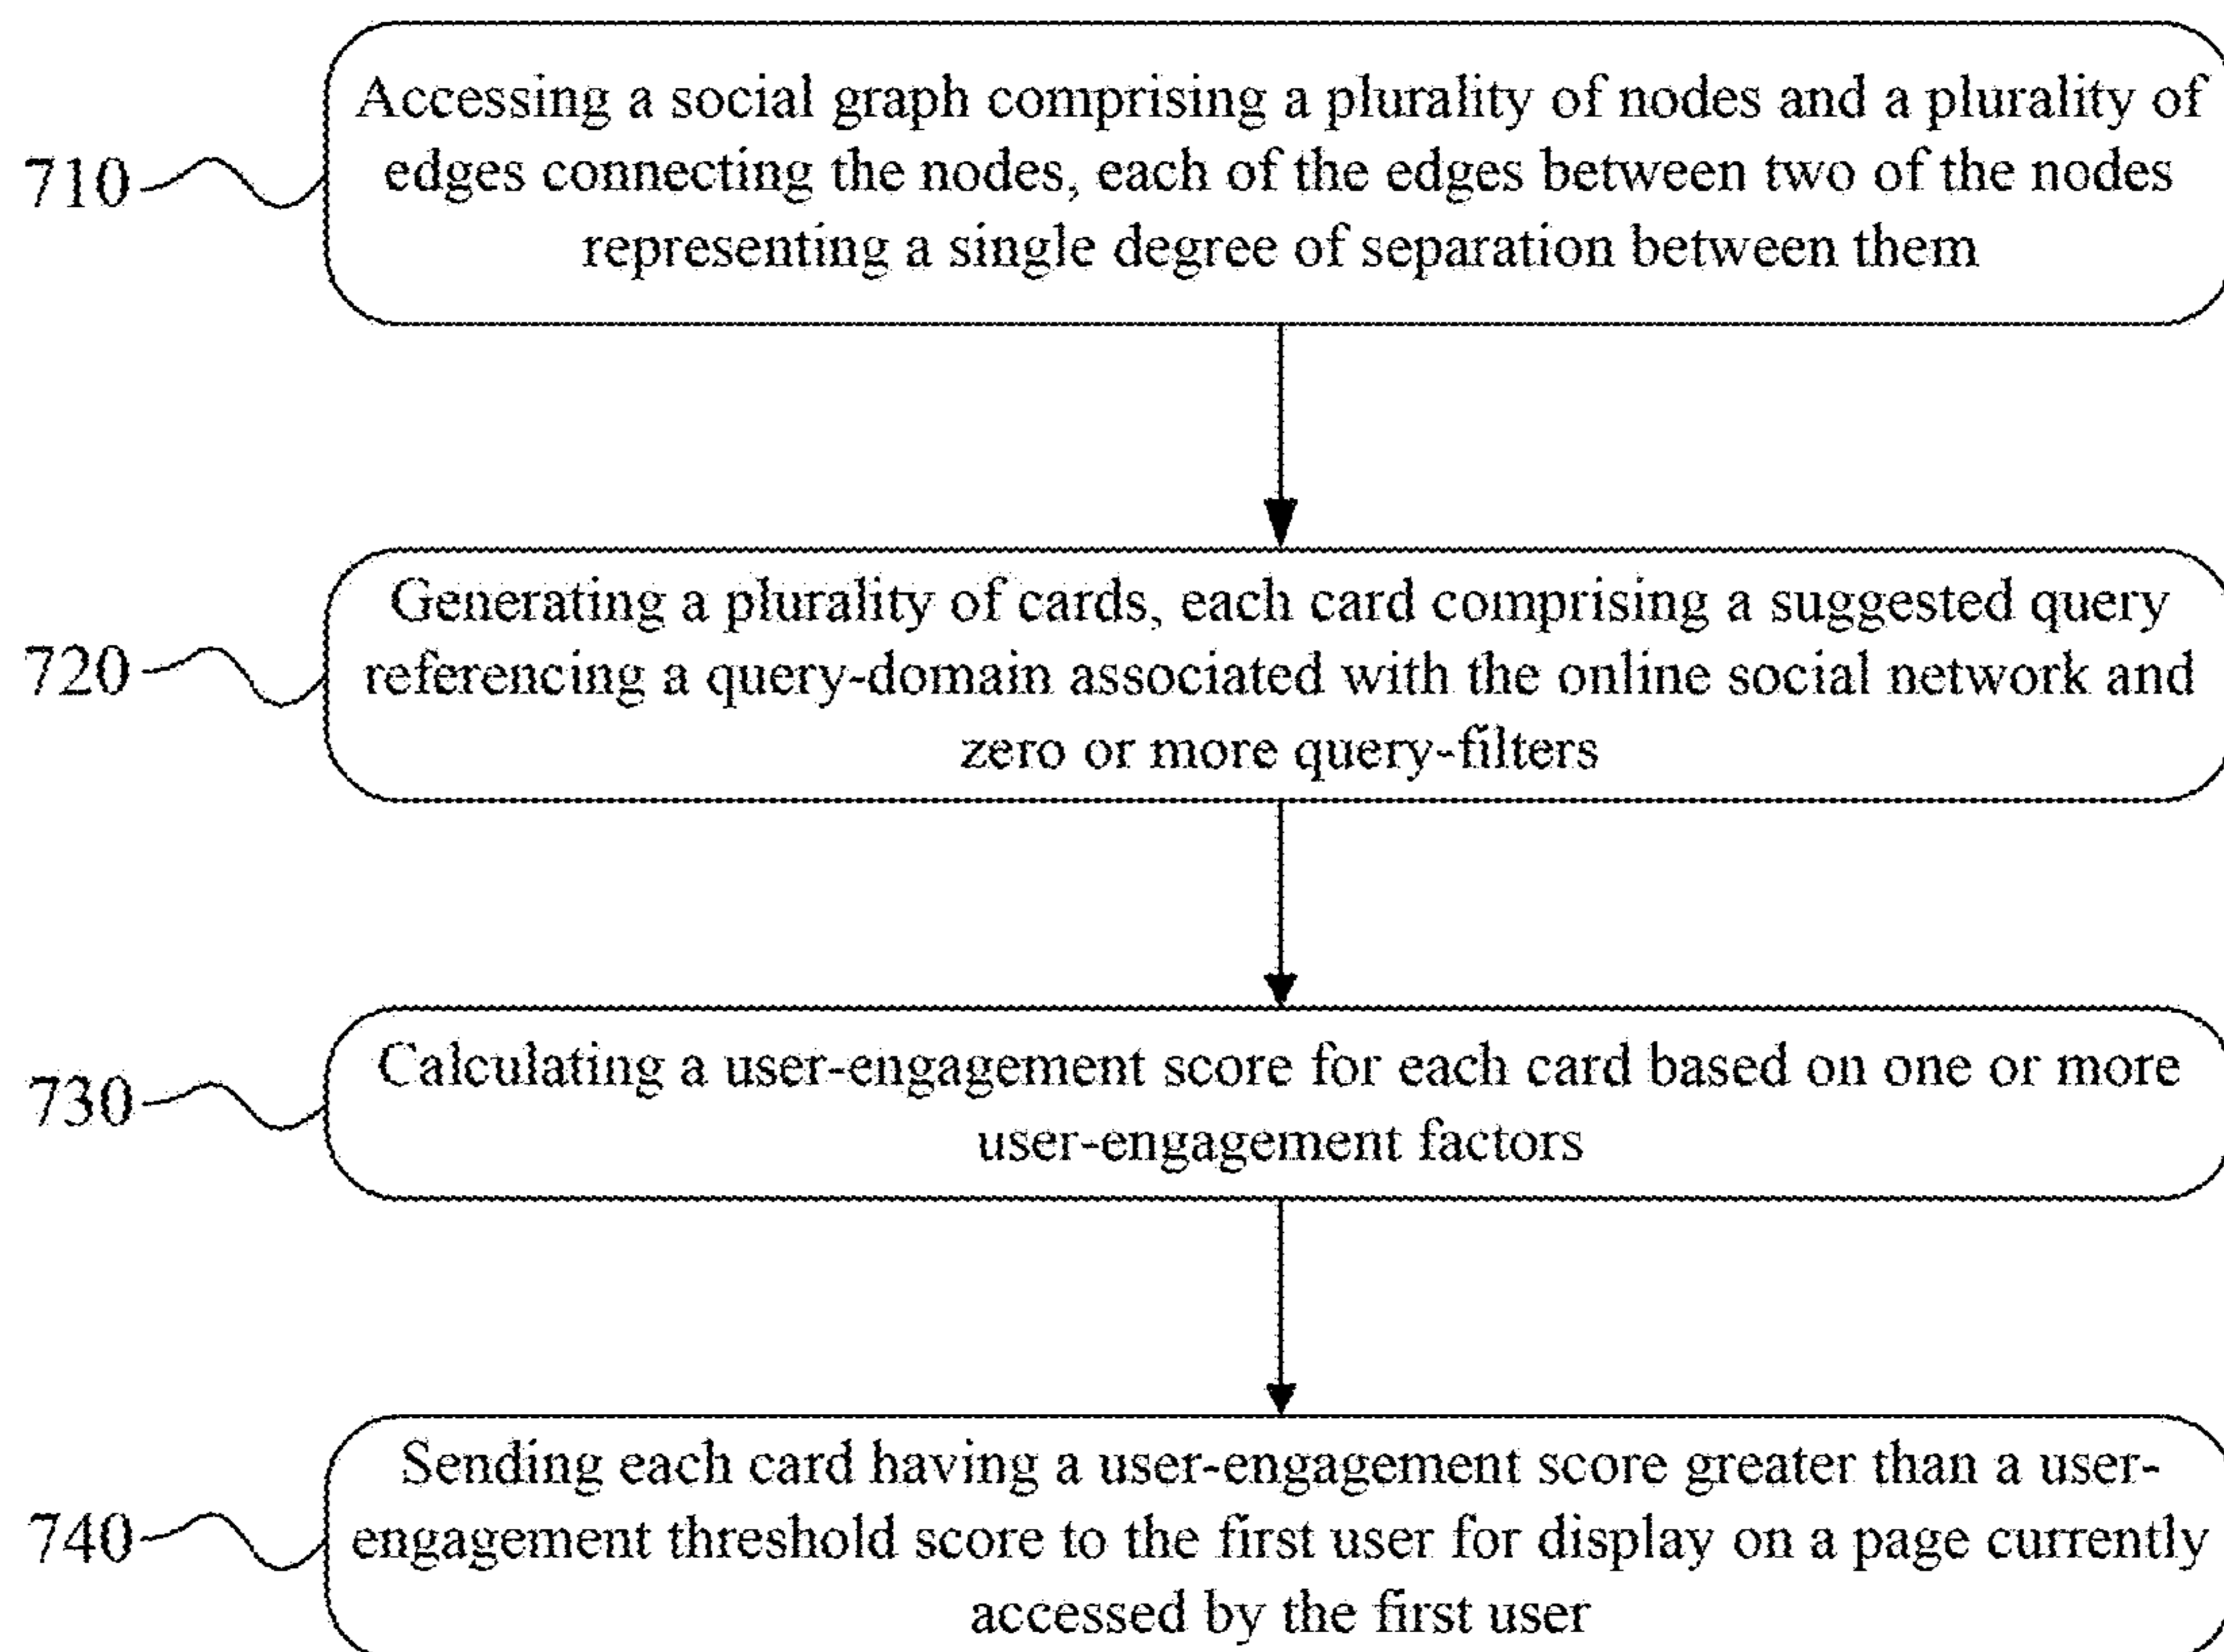 Accessing a social graph comprising a plurality of nodes and a plurality of
710
edges connecting the nodes, each of the edges between two of the nodes
representing a single degree of separation between them
Generating a plurality of cards, each card comprising a suggested query
720
referencing a query-domain associated with the online social network and
zero or more query-filters
730
Calculating a user-engagement score for each card based on one or more
user-engagement factors
Sending each card having a user-engagement score greater than a user-
740
engagement threshold score to the first user for display on a page currently
accessed by the first user